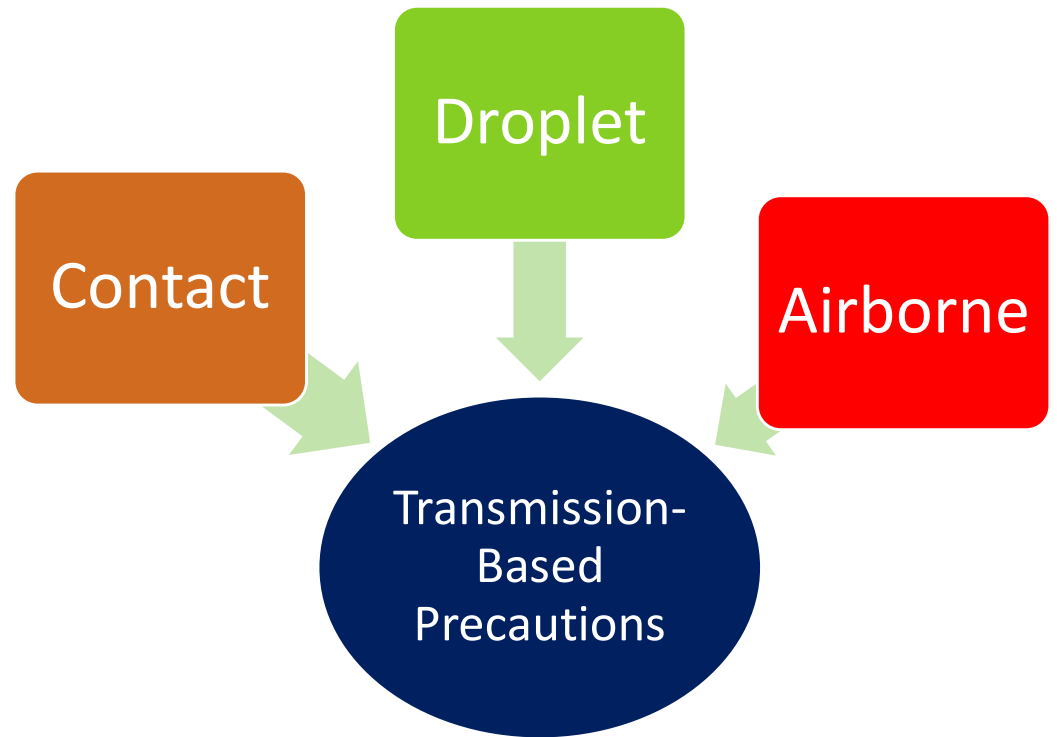 Droplet
Contact
Airborne
Transmission-
Based
Precautions